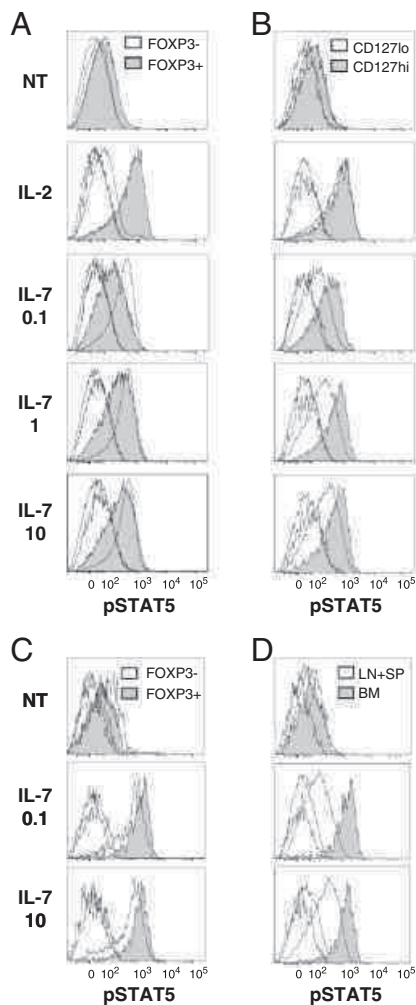 A
FOXP3-
FOXP3+
NT
IL-2
IL-7
0.1
IL-7
1
IL-7
10
0 10² 10³ 10⁴ 10⁵
pSTAT5
B
CD127lo
CD127hi
0 10² 10³ 10⁴ 10⁵
pSTAT5
C
FOXP3-
FOXP3+
NT
IL-7
0.1
IL-7
10
0 10² 10³ 10⁴ 10⁵
pSTAT5
D
LN+SP
BM
0 10² 10³ 10⁴ 10⁵
pSTAT5